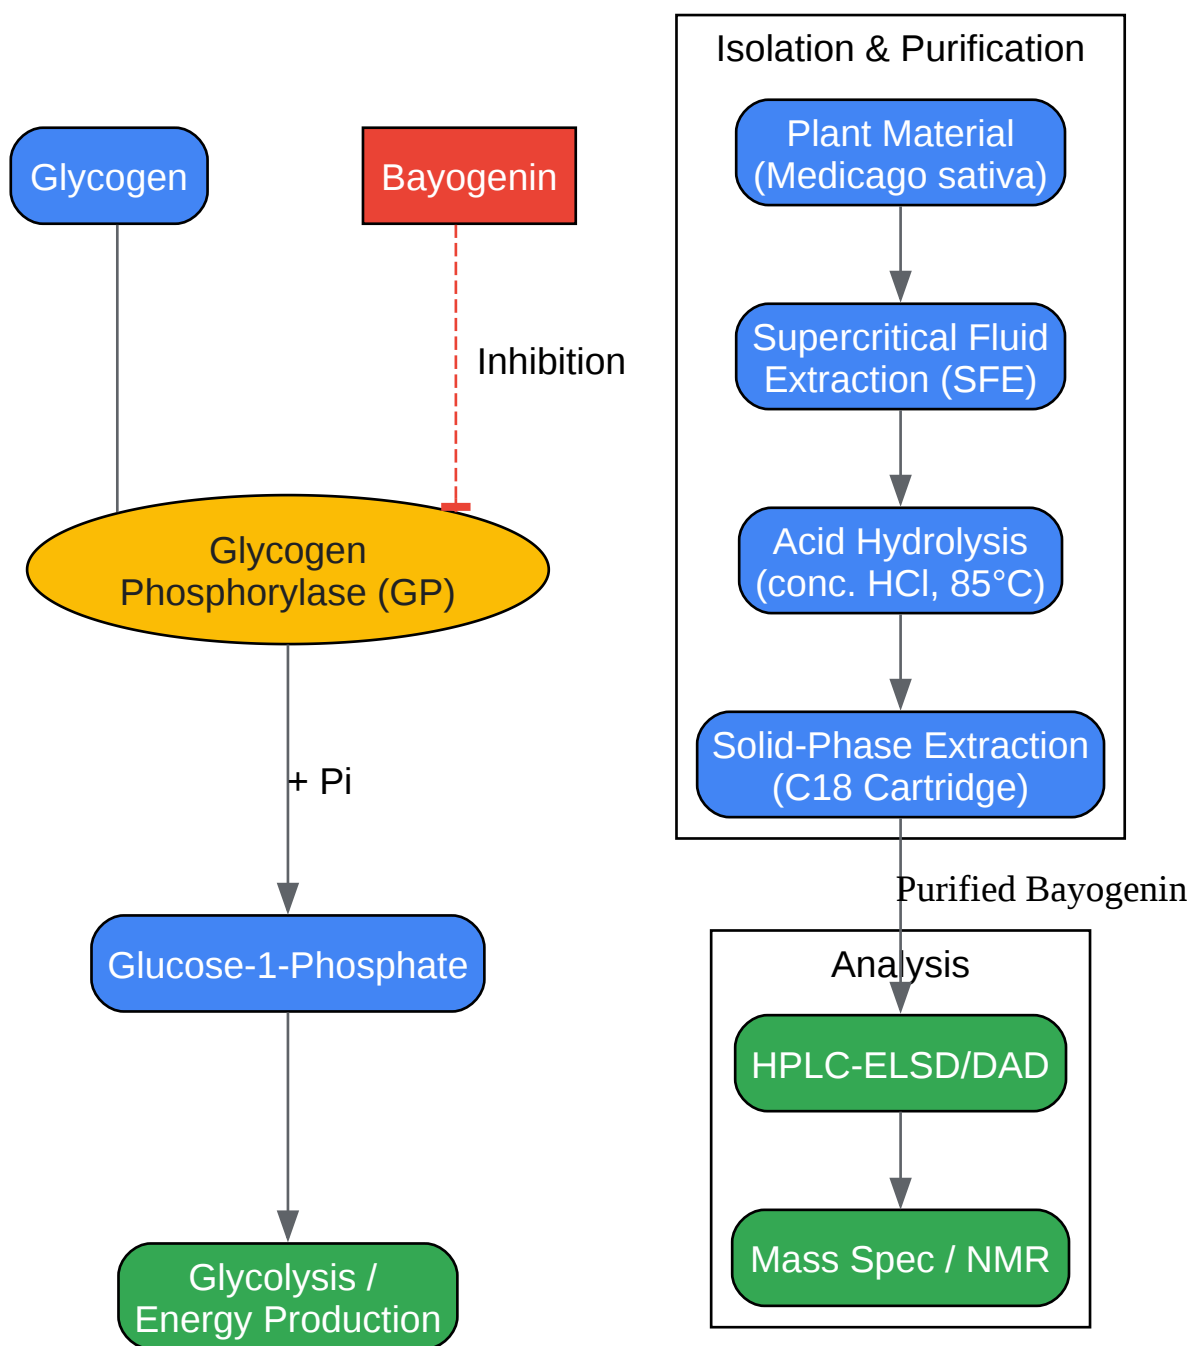 Glycogen
Bayogenin
Inhibition
Glycogen
Phosphorylase (GP)
+ Pi
Glucose-1-Phosphate
Glycolysis /
Energy Production
Isolation & Purification
Plant Material
(Medicago sativa)
Supercritical Fluid
Extraction (SFE)
Acid Hydrolysis
(conc. HCl, 85°C)
Solid-Phase Extraction
(C18 Cartridge)
Purified Bayogenin
Analysis
HPLC-ELSD/DAD
Mass Spec / NMR